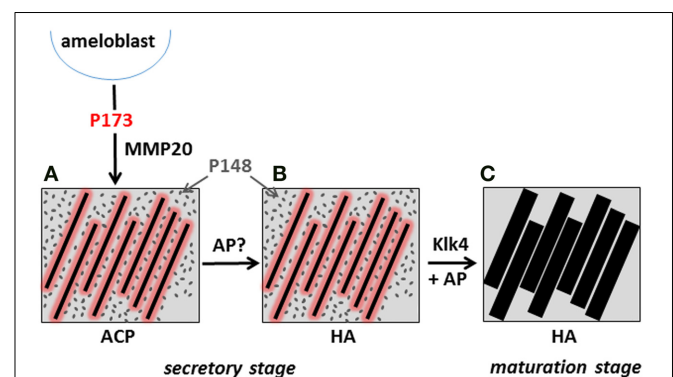 ameloblast
P173
MMP20
P148
A
B
C
AP?
Klk4
+ AP
ACP
HA
HA
secretory stage
maturation stage